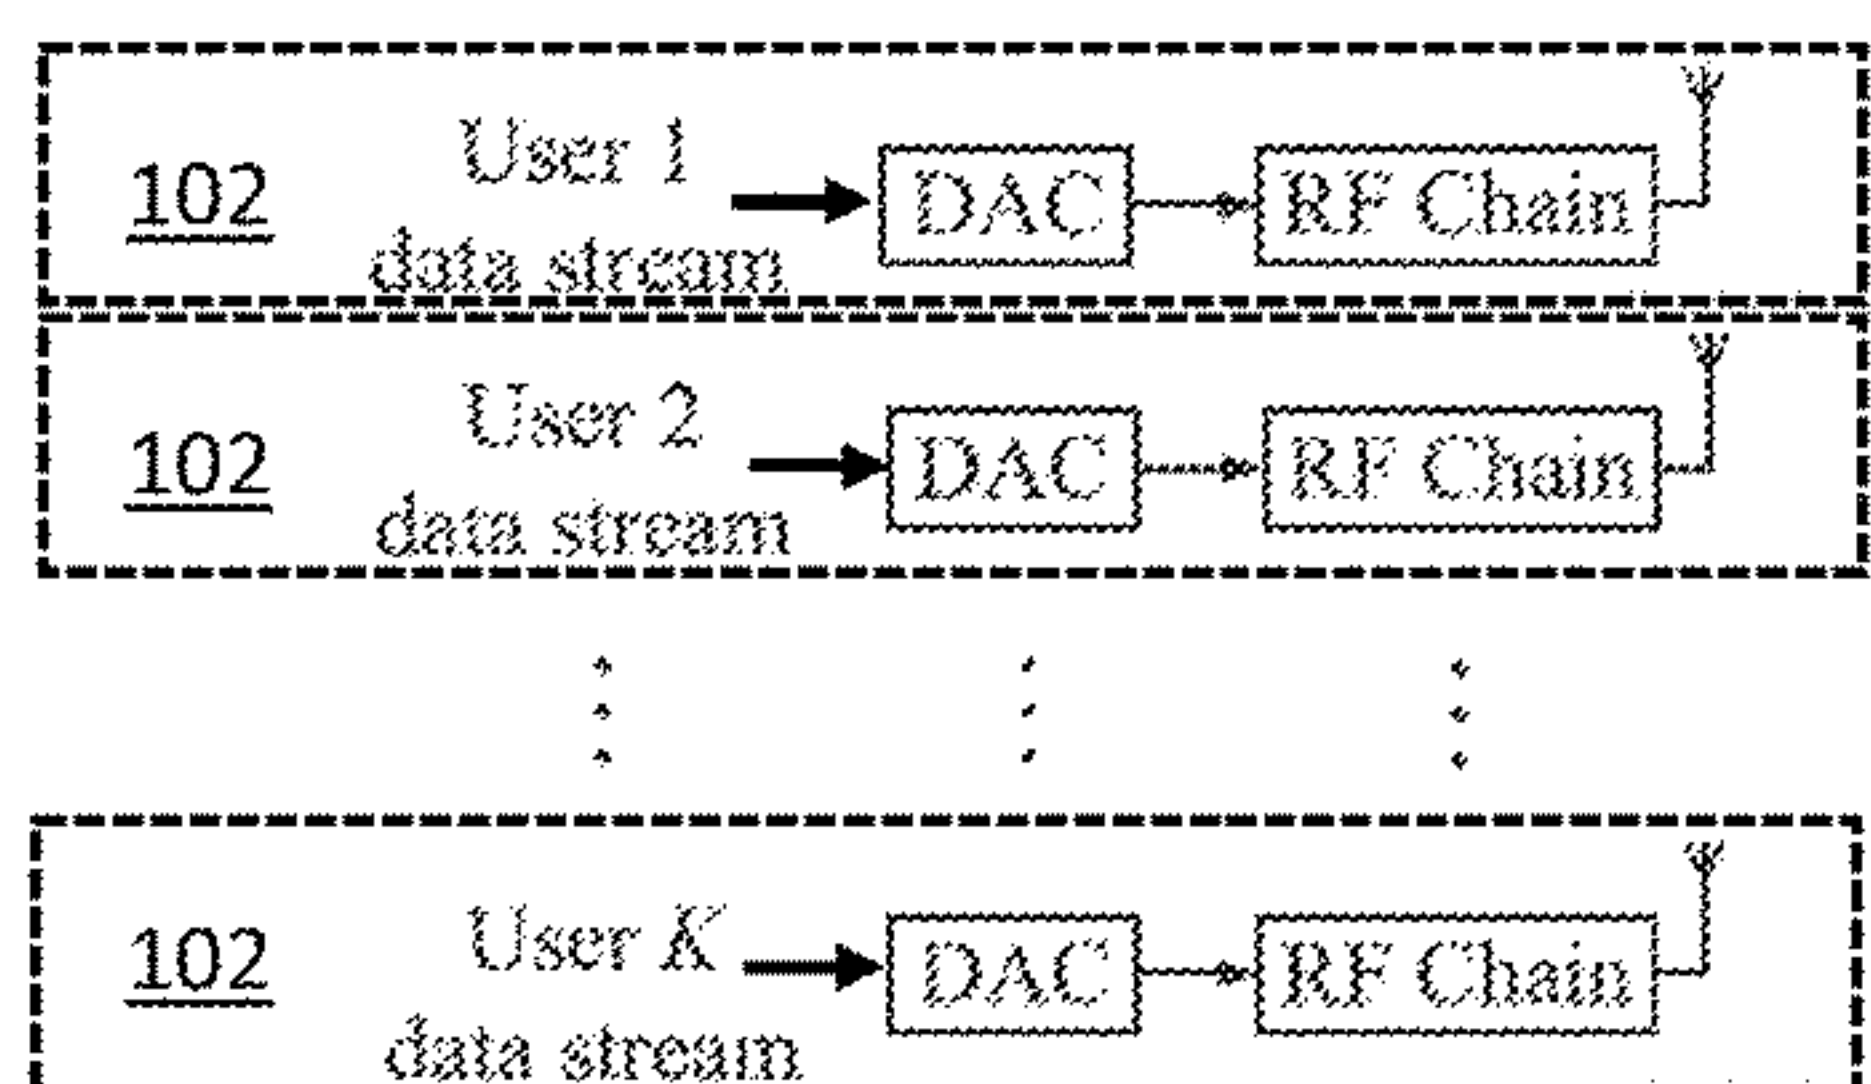 User 1
102 DAC RF Chain
data stream
User 2
102 DAC RF Chain
data stream
User K
102 DAC RF Chain
data stream